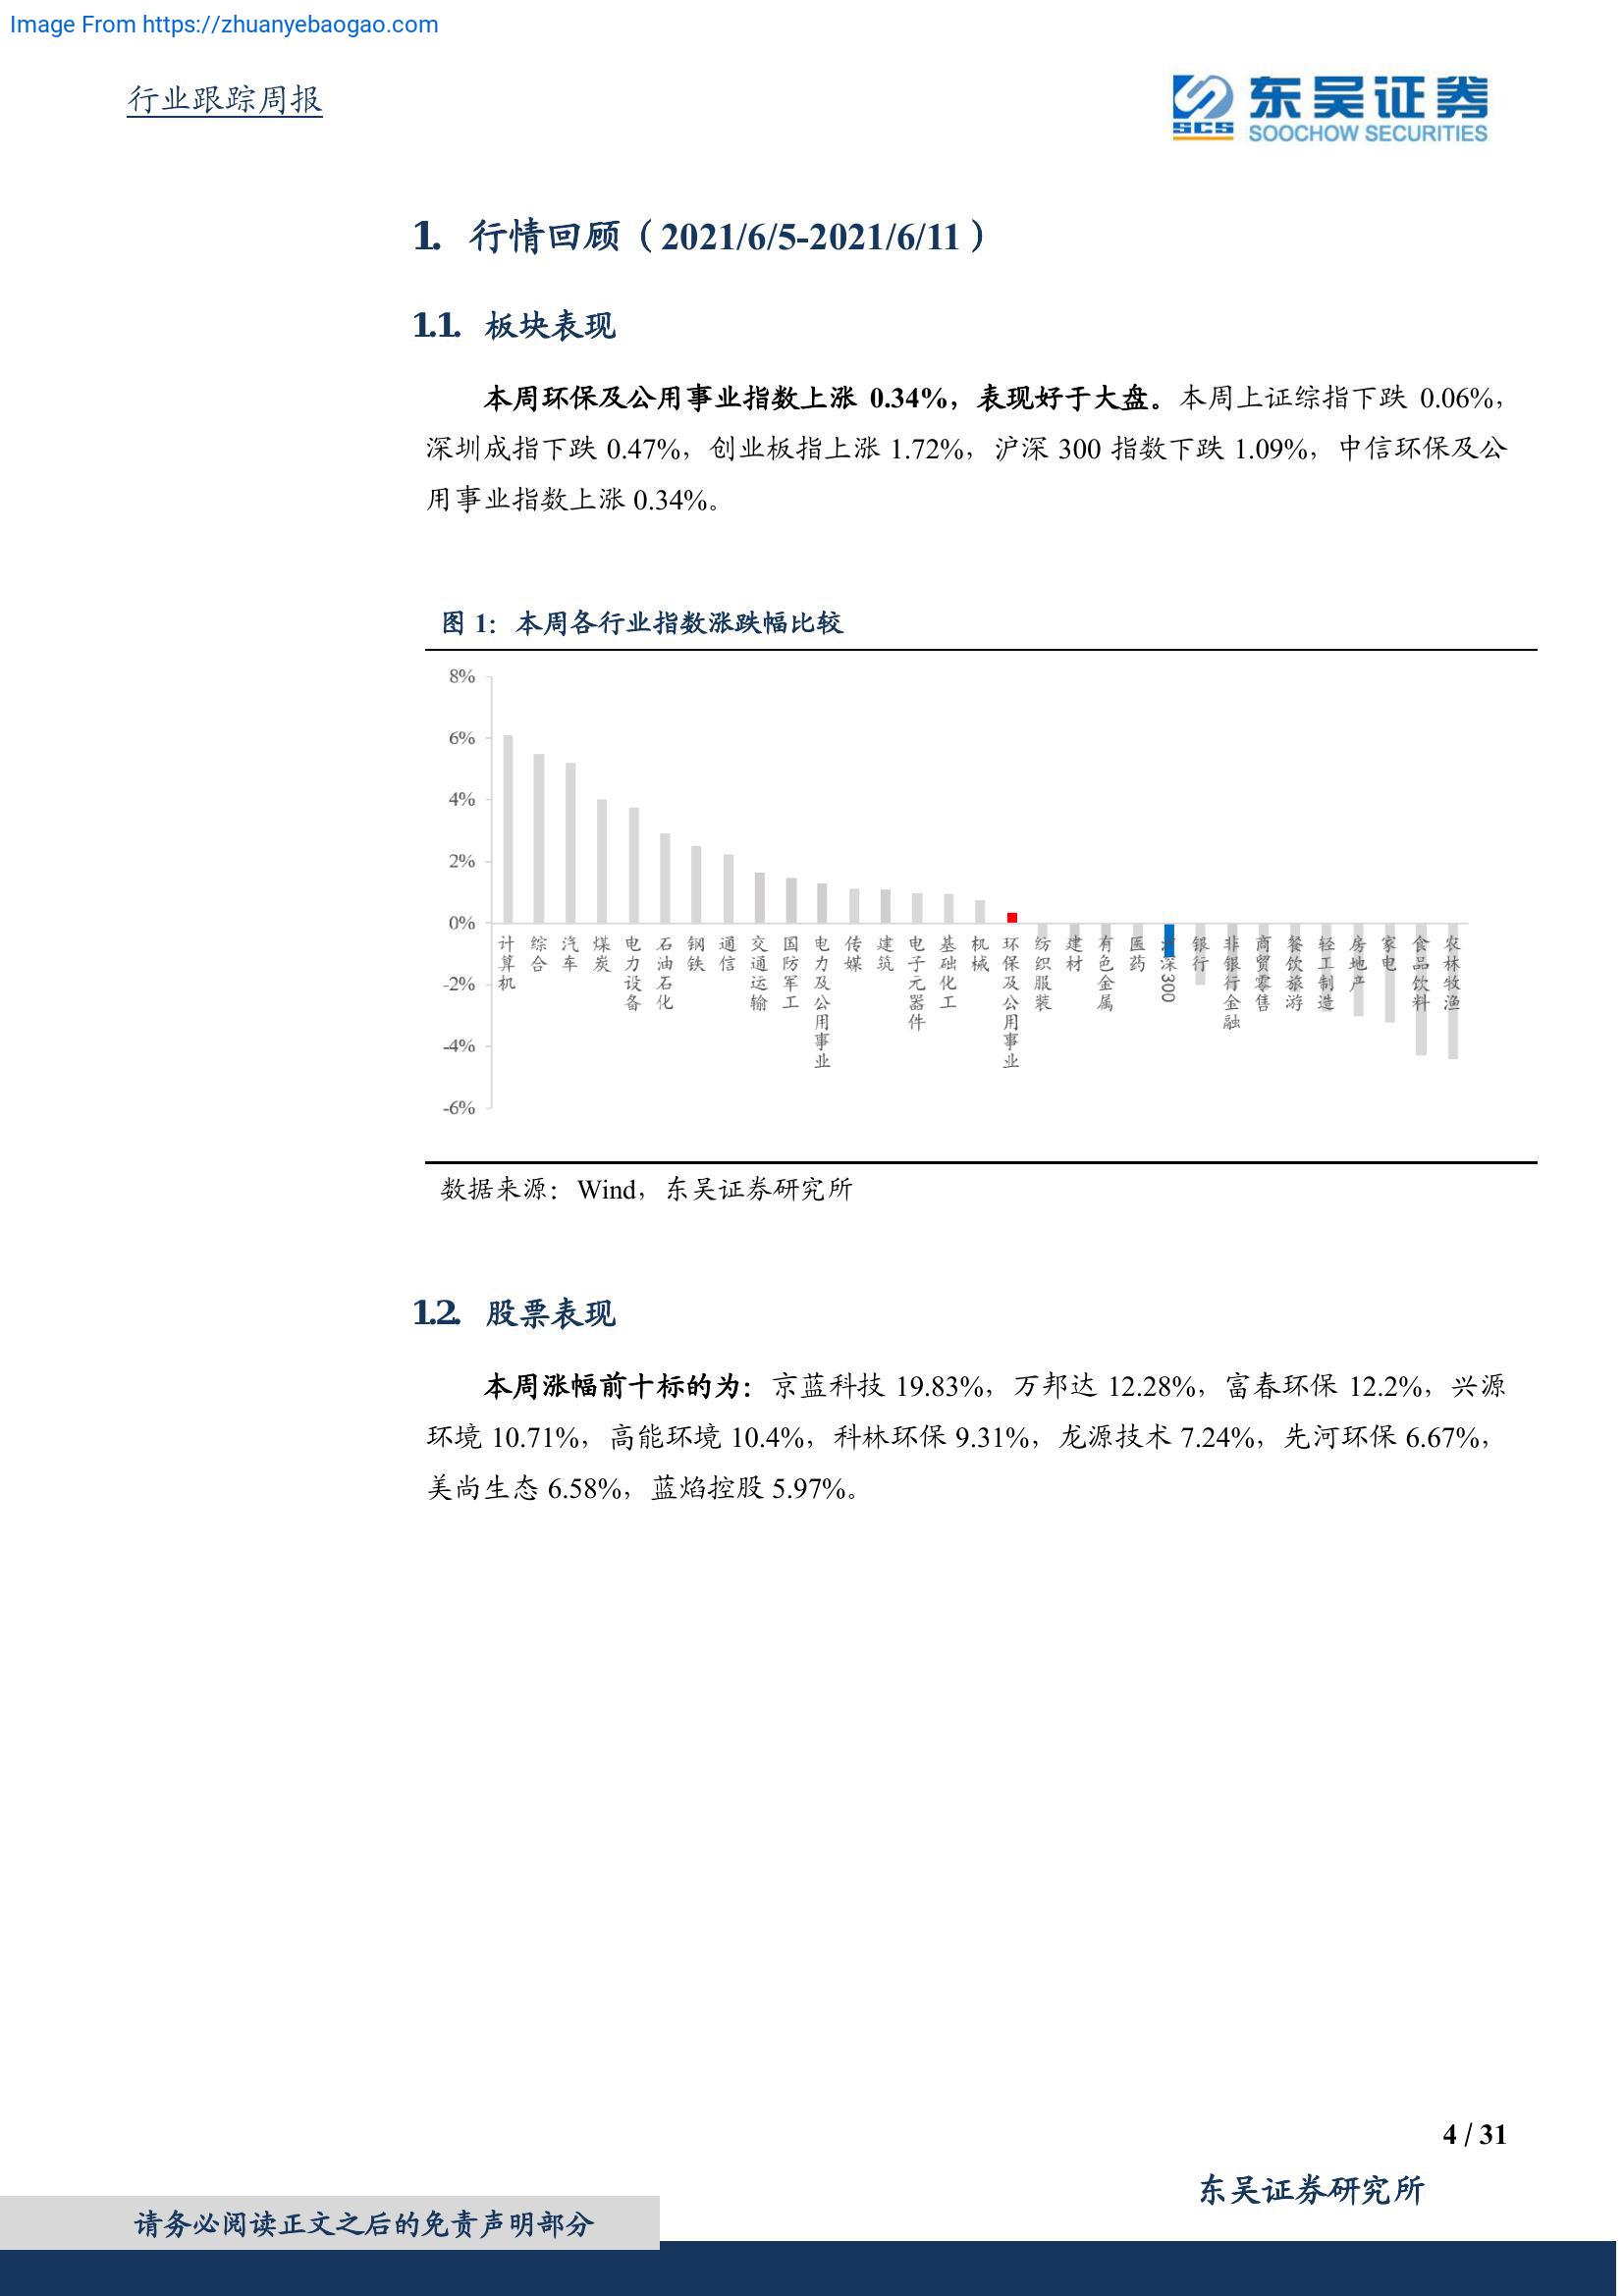 Image From https://zhuanyebaogao.com
行业跟踪周报
东吴证券
SCS
SOOCHOW SECURITIES
1. 行情回顾（2021/6/5-2021/6/11）
1.1. 板块表现
本周环保及公用事业指数上涨 0.34%，表现好于大盘。本周上证综指下跌 0.06%，
深圳成指下跌 0.47%，创业板指上涨 1.72%，沪深 300 指数下跌 1.09%，中信环保及公
用事业指数上涨 0.34%。
图 1：本周各行业指数涨跌幅比较
8%
6%
4%
2%
0%
-2%
-4%
-6%
计算机
综合
汽车
煤炭
电力设备
石油石化
钢铁
通信
交通运输
国防军工
电力及公用事业
传媒
建筑
电子元器件
基础化工
机械
环保及公用事业
纺织服装
建材
有色金属
医药
沪深300
银行
非银行金融
商贸零售
餐饮旅游
轻工制造
房地产
家电
食品饮料
农林牧渔
数据来源：Wind，东吴证券研究所
1.2. 股票表现
本周涨幅前十标的为：京蓝科技 19.83%，万邦达 12.28%，富春环保 12.2%，兴源
环境 10.71%，高能环境 10.4%，科林环保 9.31%，龙源技术 7.24%，先河环保 6.67%，
美尚生态 6.58%，蓝焰控股 5.97%。
4 / 31
东吴证券研究所
请务必阅读正文之后的免责声明部分